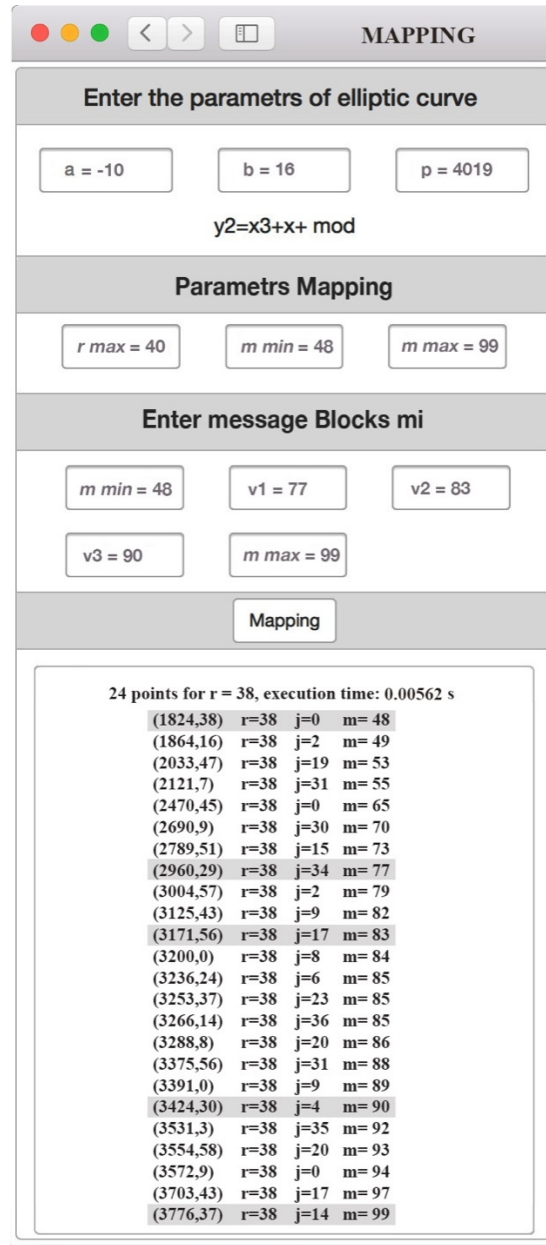 MAPPING
Enter the parametrs of elliptic curve
a = -10 b = 16 p = 4019
y2=x3+x+ mod
Parametrs Mapping
r max = 40 m min = 48 m max = 99
Enter message Blocks mi
m min = 48 v1 = 77 v2 = 83
v3 = 90 m max = 99
Mapping
24 points for r = 38, execution time: 0.00562 s
(1824,38) r=38 j=0 m= 48
(1864,16) r=38 j=2 m= 49
(2033,47) r=38 j=19 m= 53
(2121,7) r=38 j=31 m= 55
(2470,45) r=38 j=0 m= 65
(2690,9) r=38 j=30 m= 70
(2789,51) r=38 j=15 m= 73
(2960,29) r=38 j=34 m= 77
(3004,57) r=38 j=2 m= 79
(3125,43) r=38 j=9 m= 82
(3171,56) r=38 j=17 m= 83
(3200,0) r=38 j=8 m= 84
(3236,24) r=38 j=6 m= 85
(3253,37) r=38 j=23 m= 85
(3266,14) r=38 j=36 m= 85
(3288,8) r=38 j=20 m= 86
(3375,56) r=38 j=31 m= 88
(3391,0) r=38 j=9 m= 89
(3424,30) r=38 j=4 m= 90
(3531,3) r=38 j=35 m= 92
(3554,58) r=38 j=20 m= 93
(3572,9) r=38 j=0 m= 94
(3703,43) r=38 j=17 m= 97
(3776,37) r=38 j=14 m= 99